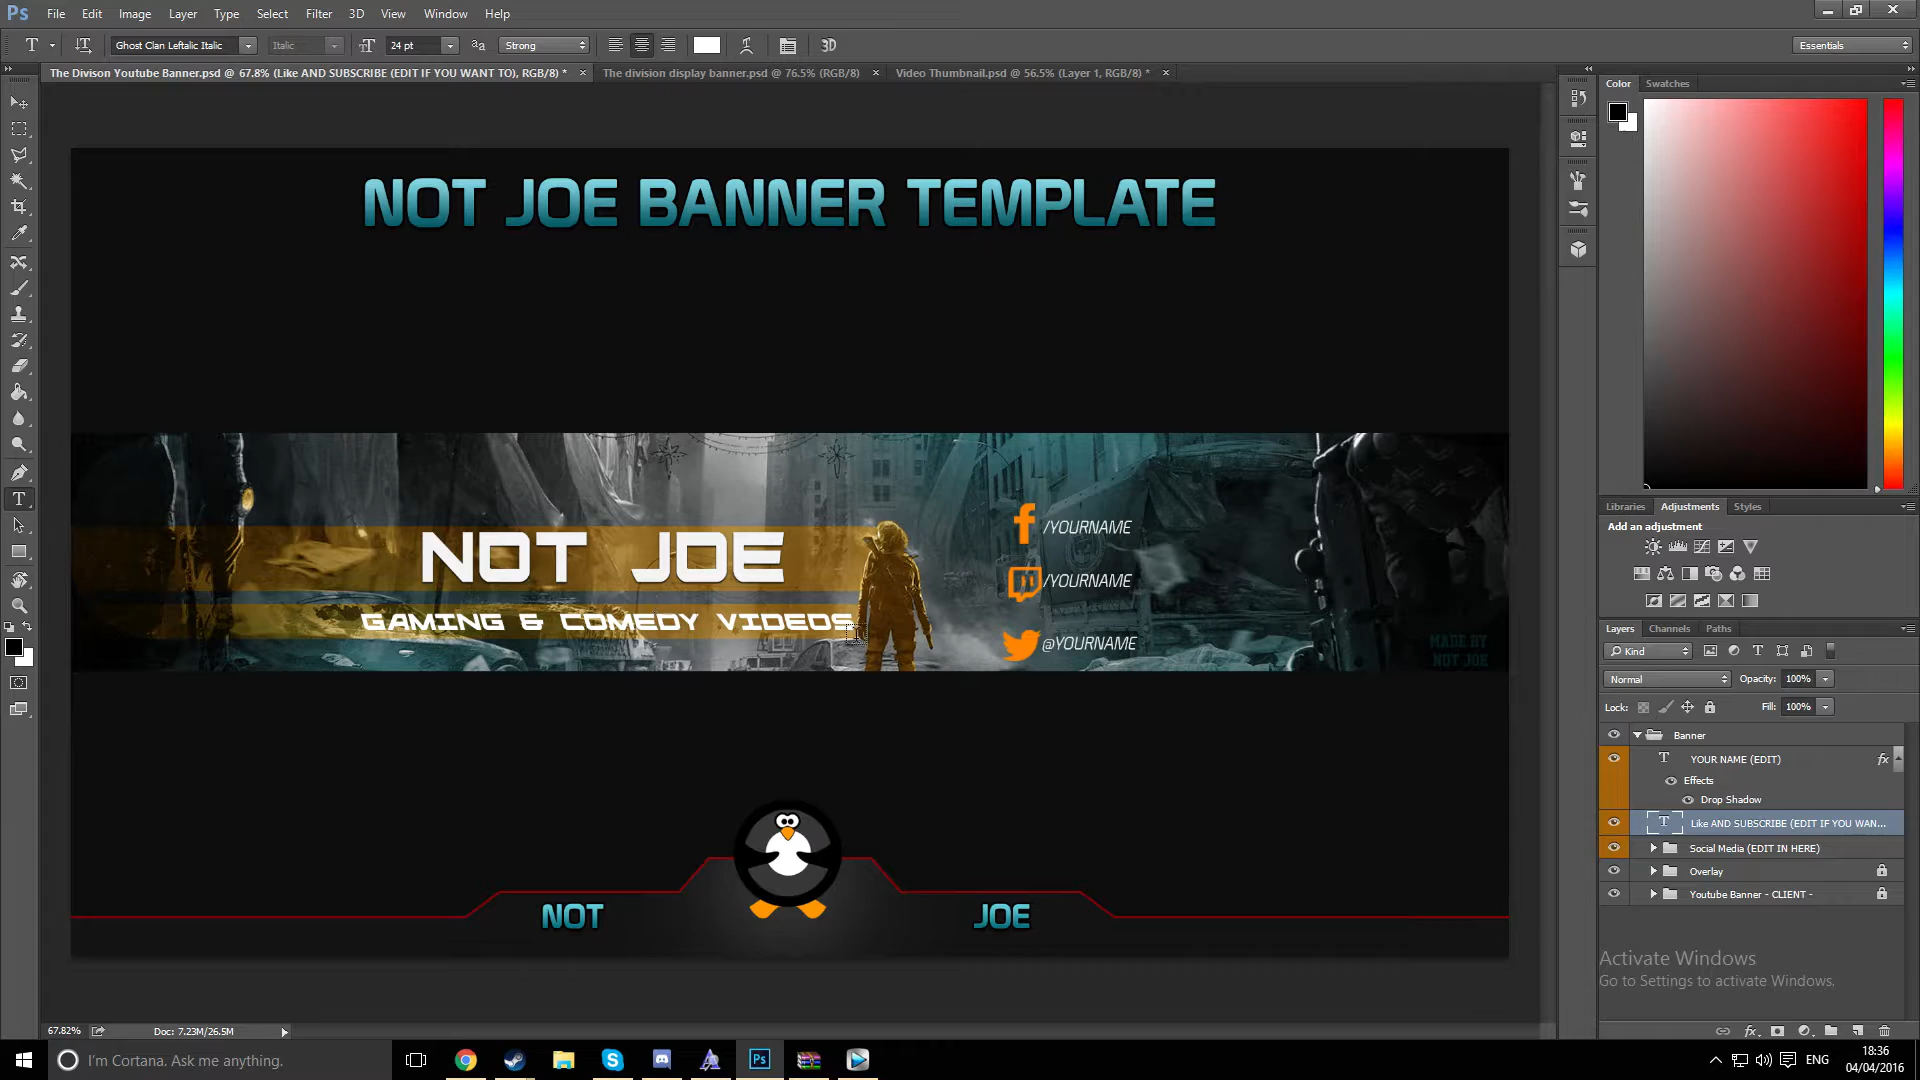 Ps File Edit Image Layer Type Select Filter 3D View Window Help
T Ghost Clan Leftalic Italic Italic 24 pt aa Strong 3D Essentials
The Divison Youtube Banner.psd @ 67.8% (Like AND SUBSCRIBE (EDIT IF YOU WANT TO), RGB/8) * × The division display banner.psd @ 76.5% (RGB/8) × Video Thumbnail.psd @ 56.5% (Layer 1, RGB/8) * ×
Color Swatches
NOT JOE BANNER TEMPLATE
NOT JOE
GAMING & COMEDY VIDEOS
/YOURNAME
/YOURNAME
@YOURNAME
MADE BY
NOT JOE
NOT JOE
Libraries Adjustments Styles
Add an adjustment
Layers Channels Paths
Kind
Normal Opacity: 100%
Lock: Fill: 100%
Banner
YOUR NAME (EDIT) fx
Effects
Drop Shadow
Like AND SUBSCRIBE (EDIT IF YOU WAN...
Social Media (EDIT IN HERE)
Overlay
Youtube Banner - CLIENT -
Activate Windows
Go to Settings to activate Windows.
67.82% Doc: 7.23M/26.5M
I'm Cortana. Ask me anything.
Ps
ENG
18:36
04/04/2016